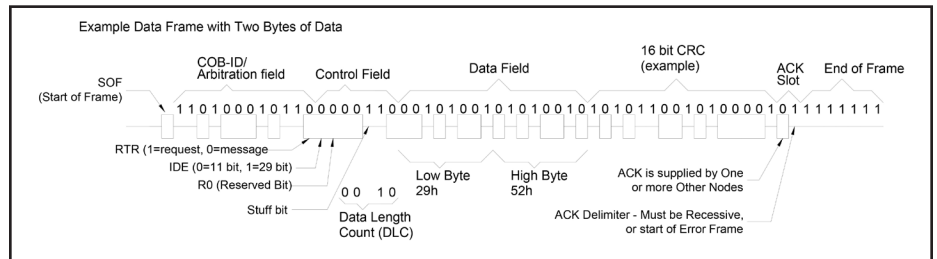 Example Data Frame with Two Bytes of Data
16 bit CRC
(example)
COB-ID/
Arbitration field
Control Field
Data Field
ACK
Slot
End of Frame
SOF
(Start of Frame)
1 1 0 1 0 0 0 1 0 1 1 0 0 0 0 0 1 1 0 0 0 1 0 1 0 0 1 0 1 0 1 0 0 1 0 1 0 1 0 1 1 0 1 0 0 1 0 0 0 0 1 0 1 1 1 1 1 1 1 1
RTR (1=request, 0=message
IDE (0=11 bit, 1=29 bit)
R0 (Reserved Bit)
Stuff bit
0 0 1 0
Data Length
Count (DLC)
Low Byte
29h
High Byte
52h
ACK is supplied by One
or more Other Nodes
ACK Delimiter - Must be Recessive,
or start of Error Frame